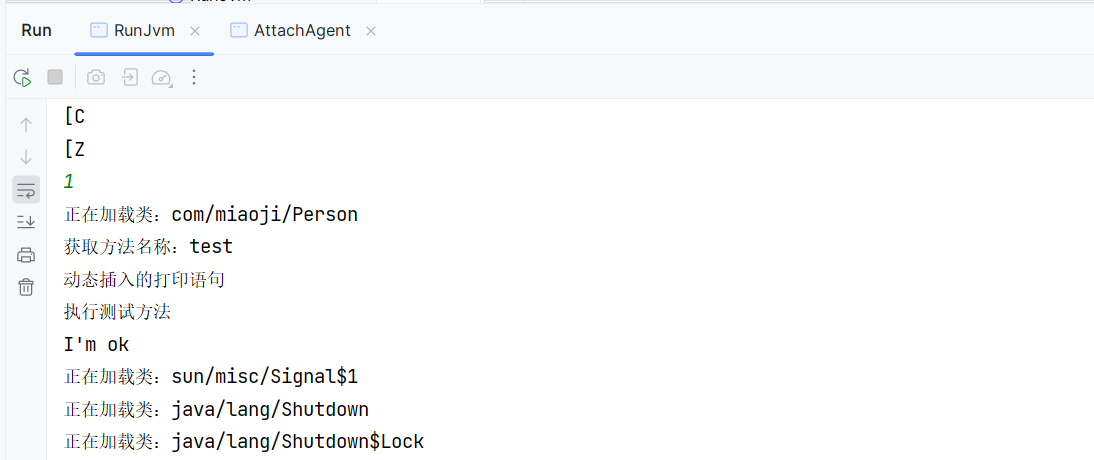 Run
RunJvm
AttachAgent
[C
[Z
1
正在加载类：com/miaoji/Person
获取方法名称：test
动态插入的打印语句
执行测试方法
I'm ok
正在加载类：sun/misc/Signal$1
正在加载类：java/lang/Shutdown
正在加载类：java/lang/Shutdown$Lock